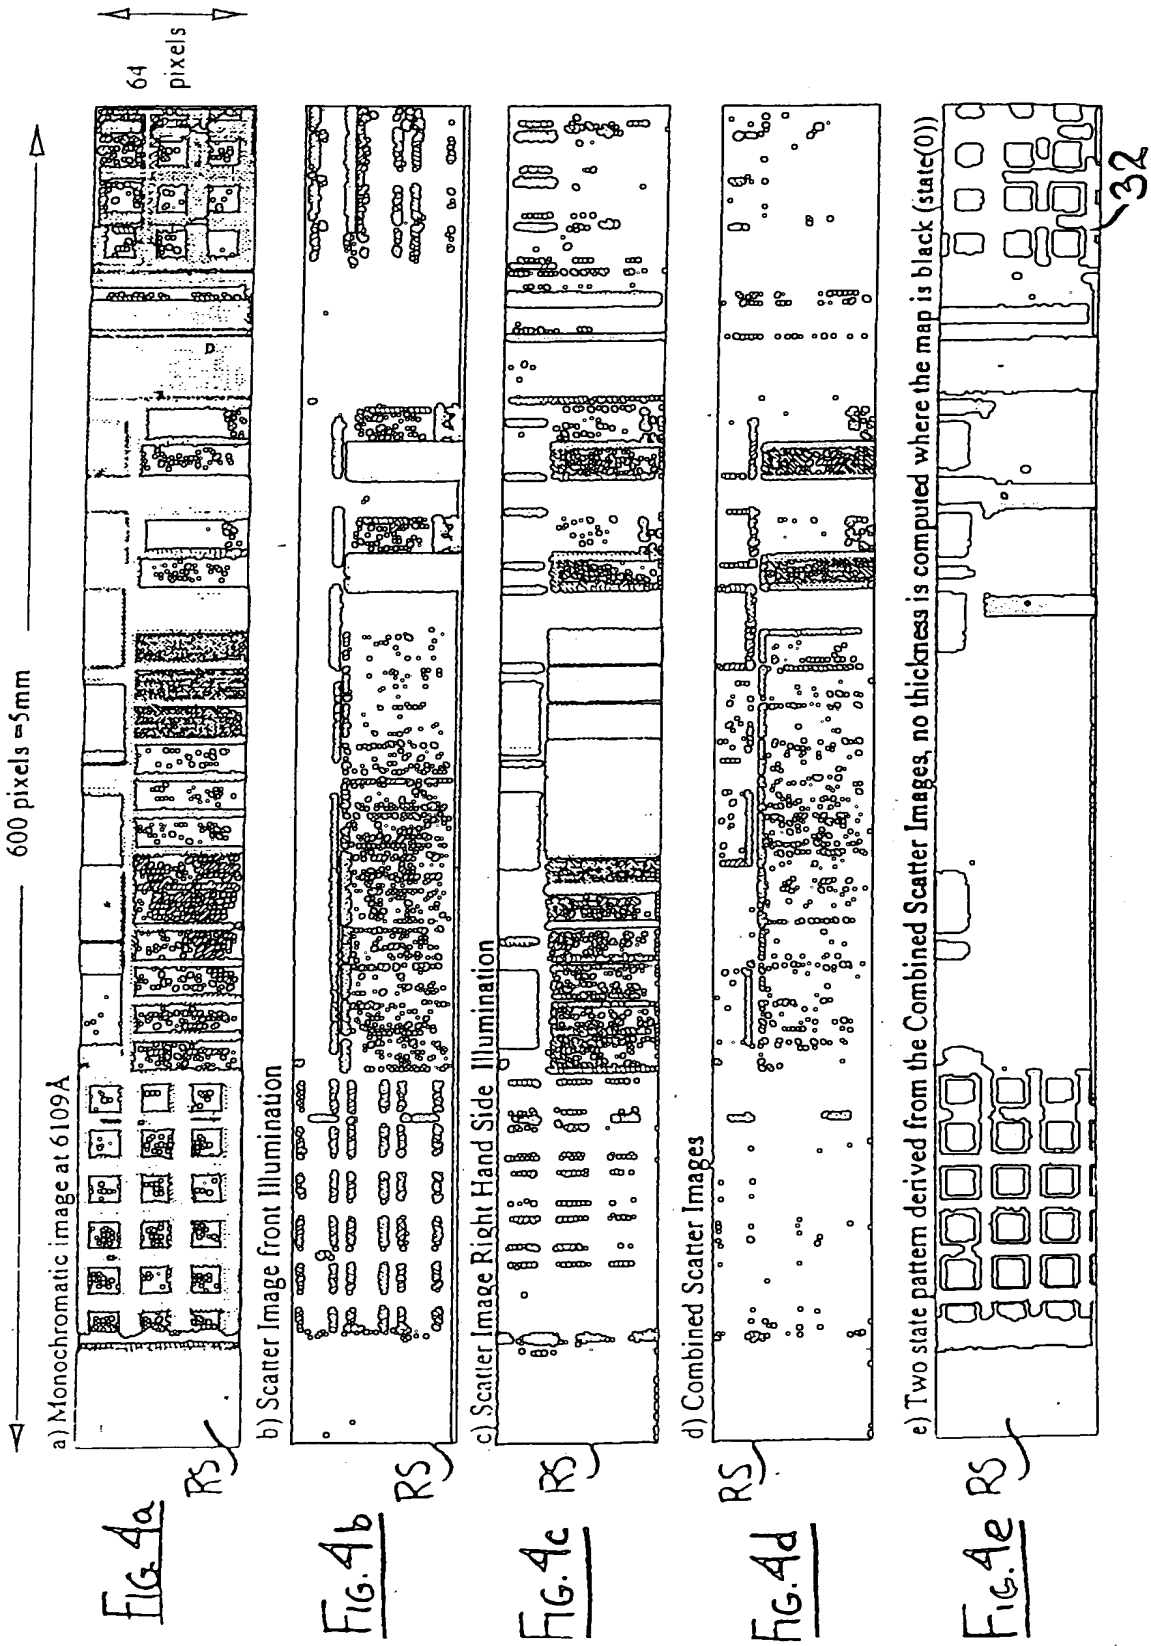 600 pixels =5mm
64
pixels
a) Monochromatic image at 6109Å
RS
FIG. 4a
b) Scatter Image front Illumination
RS
FIG. 4b
c) Scatter Image Right Hand Side Illumination
RS
FIG. 4c
d) Combined Scatter Images
RS
FIG. 4d
e) Two state pattern derived from the Combined Scatter Images, no thickness is computed where the map is black (state(0))
32
RS
FIG. 4e